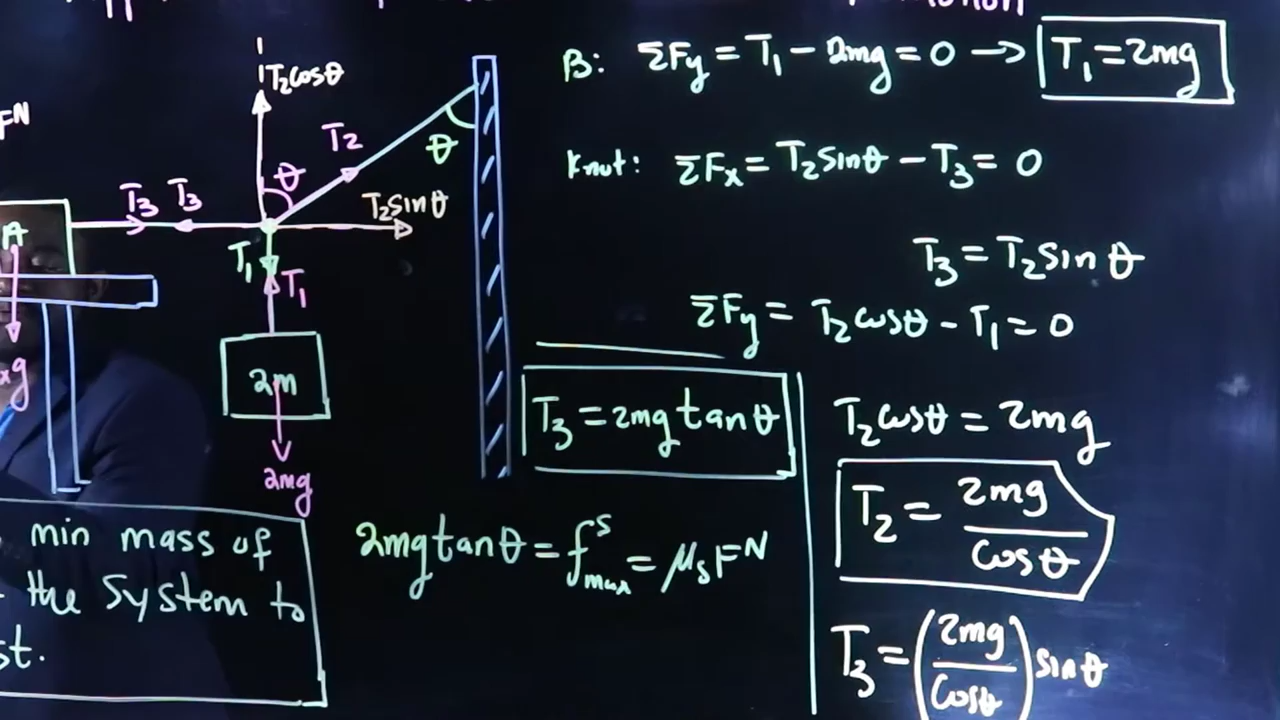 F^N
T₂cosθ
θ
T₂
θ
T₃ T₃
T₂sinθ
A
T₁
T₁
g
2m
2mg
min mass of
the System to
st.
B: ΣFy = T₁ − 2mg = 0 → T₁ = 2mg
Knot: ΣFx = T₂sinθ − T₃ = 0
T₃ = T₂sinθ
ΣFy = T₂cosθ − T₁ = 0
T₃ = 2mg tanθ
T₂cosθ = 2mg
T₂ = 2mg/cosθ
2mg tanθ = f^s_max = μ_s F^N
T₃ = (2mg/cosθ) sinθ